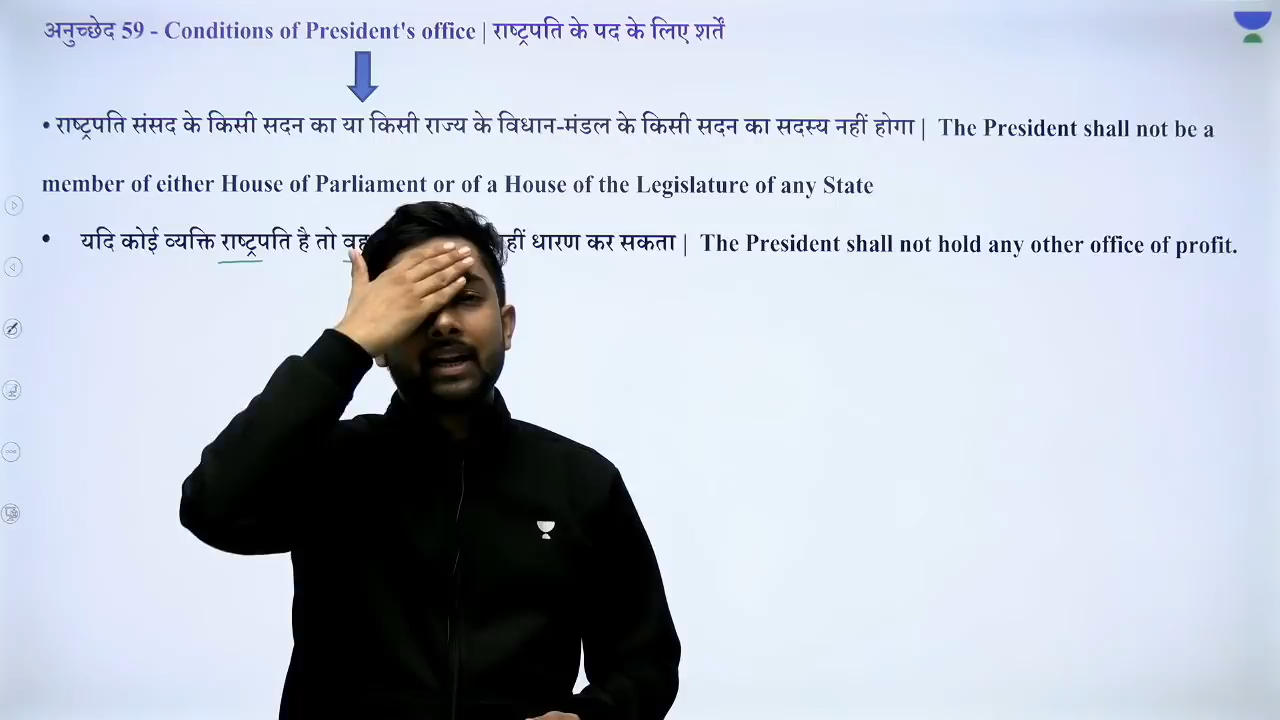 अनुच्छेद 59 - Conditions of President's office | राष्ट्रपति के पद के लिए शर्तें
• राष्ट्रपति संसद के किसी सदन का या किसी राज्य के विधान-मंडल के किसी सदन का सदस्य नहीं होगा | The President shall not be a
member of either House of Parliament or of a House of the Legislature of any State
• यदि कोई व्यक्ति राष्ट्रपति है तो वह धारण कर सकता | The President shall not hold any other office of profit.